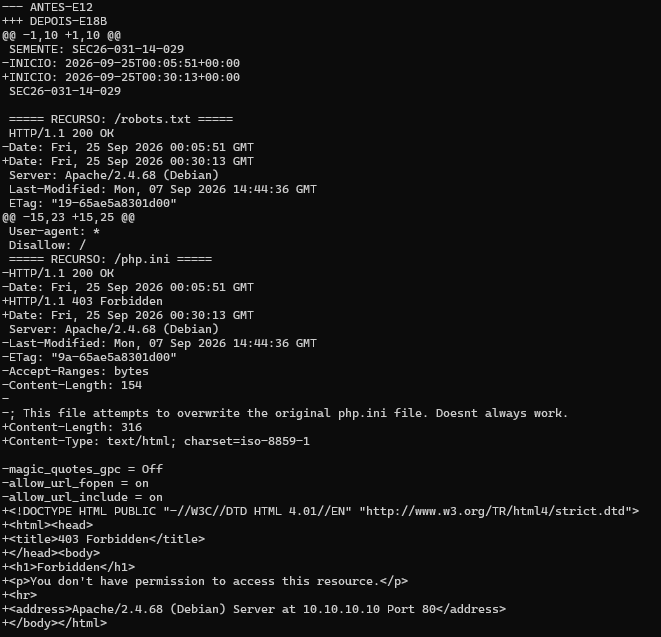 --- ANTES-E12
+++ DEPOIS-E18B
@@ -1,10 +1,10 @@
 SEMENTE: SEC26-031-14-029
-INICIO: 2026-09-25T00:05:51+00:00
+INICIO: 2026-09-25T00:30:13+00:00
 SEC26-031-14-029

 ===== RECURSO: /robots.txt =====
 HTTP/1.1 200 OK
-Date: Fri, 25 Sep 2026 00:05:51 GMT
+Date: Fri, 25 Sep 2026 00:30:13 GMT
 Server: Apache/2.4.68 (Debian)
 Last-Modified: Mon, 07 Sep 2026 14:44:36 GMT
 ETag: "19-65ae5a8301d00"
@@ -15,23 +15,25 @@
 User-agent: *
 Disallow: /
 ===== RECURSO: /php.ini =====
-HTTP/1.1 200 OK
-Date: Fri, 25 Sep 2026 00:05:51 GMT
+HTTP/1.1 403 Forbidden
+Date: Fri, 25 Sep 2026 00:30:13 GMT
 Server: Apache/2.4.68 (Debian)
-Last-Modified: Mon, 07 Sep 2026 14:44:36 GMT
-ETag: "9a-65ae5a8301d00"
-Accept-Ranges: bytes
-Content-Length: 154
-
-; This file attempts to overwrite the original php.ini file. Doesnt always work.
+Content-Length: 316
+Content-Type: text/html; charset=iso-8859-1

-magic_quotes_gpc = Off
-allow_url_fopen = on
-allow_url_include = on
+<!DOCTYPE HTML PUBLIC "-//W3C//DTD HTML 4.01//EN" "http://www.w3.org/TR/html4/strict.dtd">
+<html><head>
+<title>403 Forbidden</title>
+</head><body>
+<h1>Forbidden</h1>
+<p>You don't have permission to access this resource.</p>
+<hr>
+<address>Apache/2.4.68 (Debian) Server at 10.10.10.10 Port 80</address>
+</body></html>